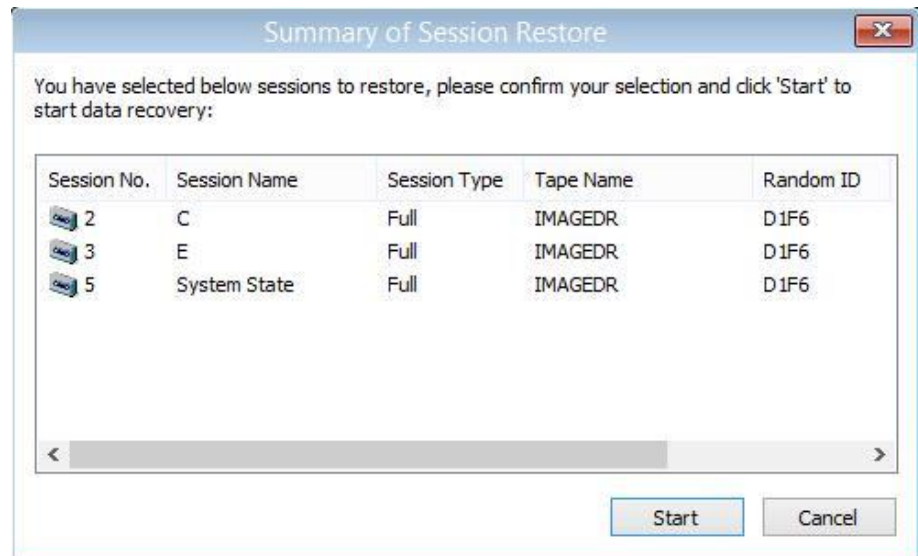 Summary of Session Restore
You have selected below sessions to restore, please confirm your selection and click 'Start' to
start data recovery:
Session No. Session Name Session Type Tape Name Random ID
2 C Full IMAGEDR D1F6
3 E Full IMAGEDR D1F6
5 System State Full IMAGEDR D1F6
Start Cancel